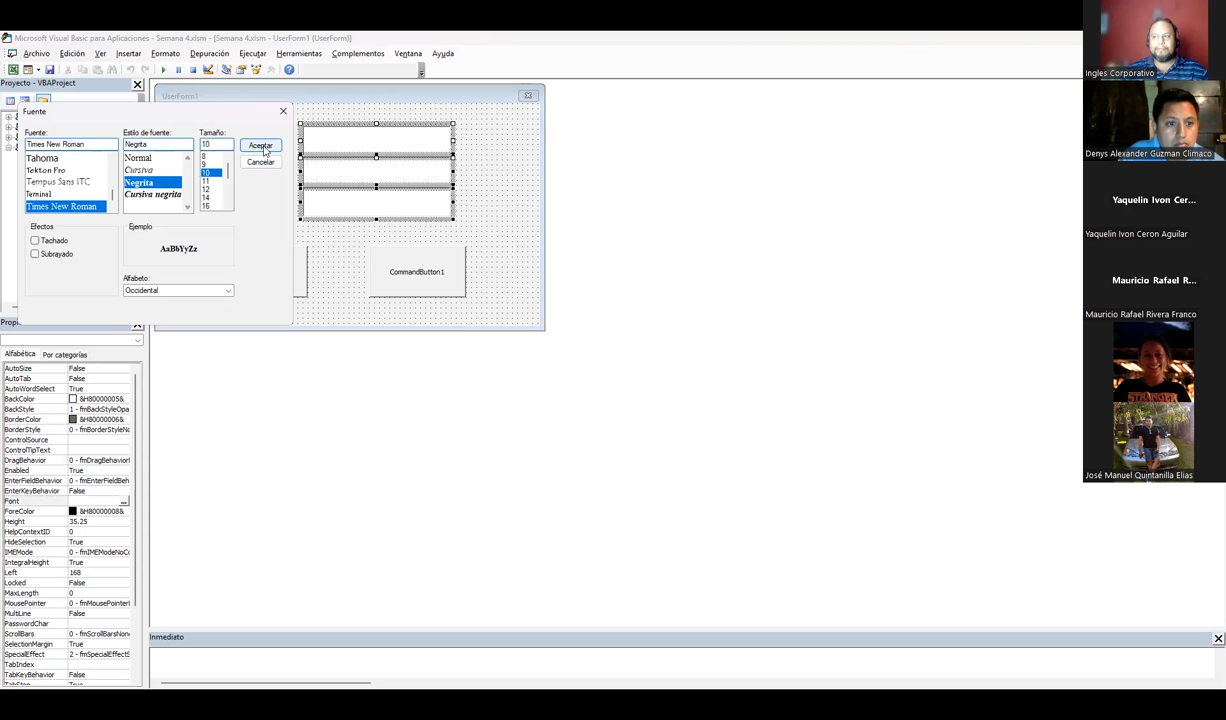 Microsoft Visual Basic para Aplicaciones - Semana 4.xlsm - [Semana 4.xlsm - UserForm1 (UserForm)]
Archivo Edición Ver Insertar Formato Depuración Ejecutar Herramientas Complementos Ventana Ayuda
Proyecto - VBAProject
UserForm1
Fuente
Fuente: Estilo de fuente: Tamaño:
Times New Roman Negrita 10 Aceptar
Tahoma Normal 8
Tekton Pro Cursiva 9 Cancelar
Tempus Sans ITC Negrita 10
Terminal Cursiva negrita 11
Times New Roman 12
14
16
Efectos Ejemplo
Tachado
Subrayado
AaBbYyZz
Alfabeto:
Occidental
CommandButton1
Propi
Alfabética Por categorías
AutoSize False
AutoTab False
AutoWordSelect True
BackColor &H80000005&
BackStyle 1 - fmBackStyleOpa
BorderColor &H80000006&
BorderStyle 0 - fmBorderStyleNo
ControlSource
ControlTipText
DragBehavior 0 - fmDragBehaviorI
Enabled True
EnterFieldBehavior 0 - fmEnterFieldBehav
EnterKeyBehavior False
Font ...
ForeColor &H80000008&
Height 35.25
HelpContextID 0
HideSelection True
IMEMode 0 - fmIMEModeNoCo
IntegralHeight True
Left 168
Locked False
MaxLength 0
MousePointer 0 - fmMousePointerI
MultiLine False
PasswordChar
ScrollBars 0 - fmScrollBarsNone
SelectionMargin True
SpecialEffect 2 - fmSpecialEffectS
TabIndex
TabKeyBehavior False
TabStop True
Inmediato
Ingles Corporativo
Denys Alexander Guzman Climaco
Yaquelin Ivon Cer...
Yaquelin Ivon Ceron Aguilar
Mauricio Rafael R...
Mauricio Rafael Rivera Franco
STRANGER
José Manuel Quintanilla Elias